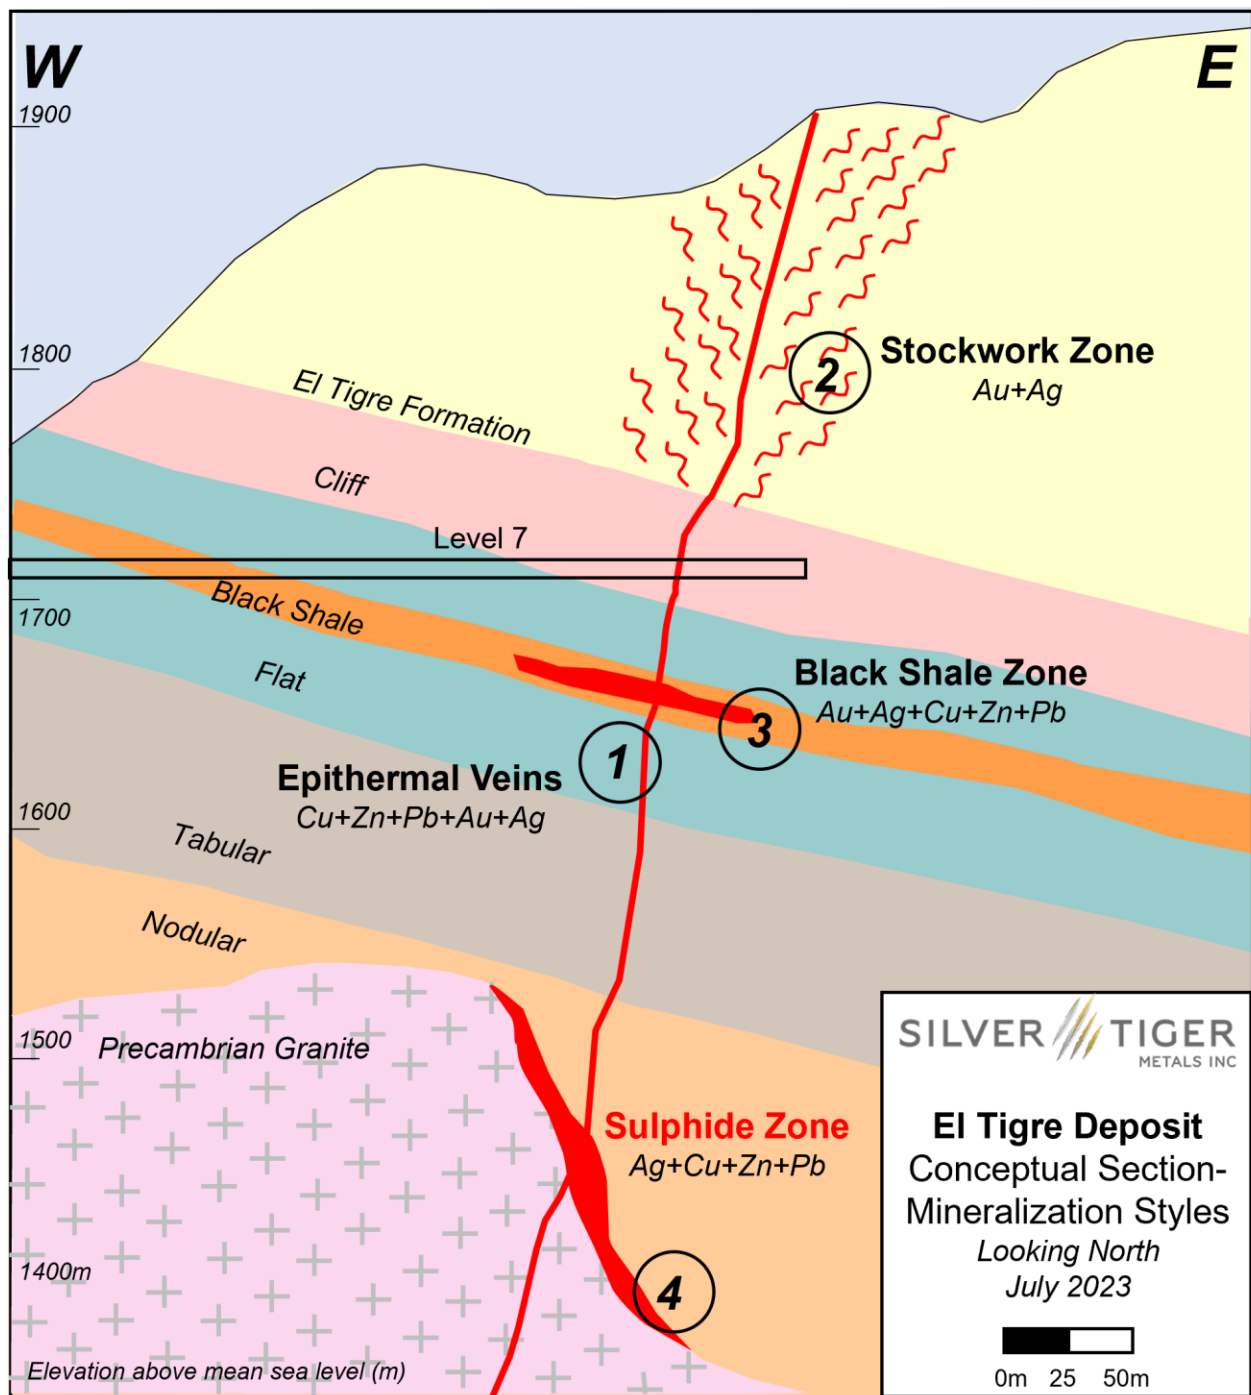 W
E
1900
1800
El Tigre Formation
2
Stockwork Zone
Au+Ag
Cliff
Level 7
1700
Black Shale
Flat
Black Shale Zone
Au+Ag+Cu+Zn+Pb
3
1
Epithermal Veins
Cu+Zn+Pb+Au+Ag
1600
Tabular
Nodular
1500
Precambrian Granite
Sulphide Zone
Ag+Cu+Zn+Pb
4
1400m
Elevation above mean sea level (m)
SILVER TIGER
METALS INC
El Tigre Deposit
Conceptual Section-
Mineralization Styles
Looking North
July 2023
0m 25 50m